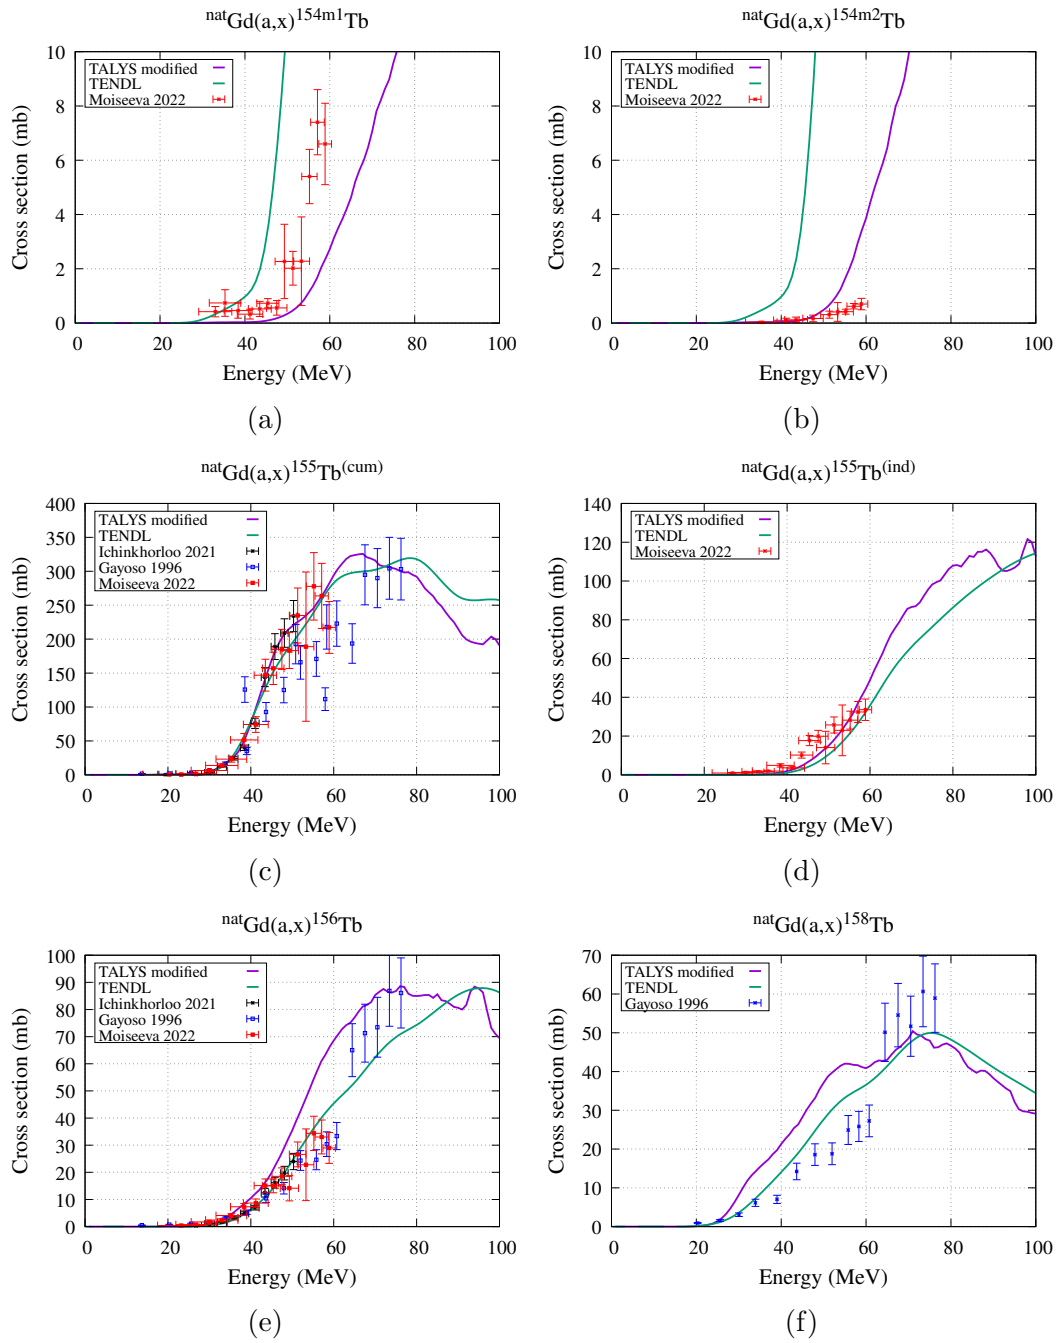 natGd(a,x)154m1Tb
TALYS modified
TENDL
Moiseeva 2022
Cross section (mb)
10
8
6
4
2
0
0 20 40 60 80 100
Energy (MeV)
(a)
natGd(a,x)154m2Tb
TALYS modified
TENDL
Moiseeva 2022
Cross section (mb)
10
8
6
4
2
0
0 20 40 60 80 100
Energy (MeV)
(b)
natGd(a,x)155Tb(cum)
TALYS modified
TENDL
Ichinkhorloo 2021
Gayoso 1996
Moiseeva 2022
Cross section (mb)
400
350
300
250
200
150
100
50
0
0 20 40 60 80 100
Energy (MeV)
(c)
natGd(a,x)155Tb(ind)
TALYS modified
TENDL
Moiseeva 2022
Cross section (mb)
140
120
100
80
60
40
20
0
0 20 40 60 80 100
Energy (MeV)
(d)
natGd(a,x)156Tb
TALYS modified
TENDL
Ichinkhorloo 2021
Gayoso 1996
Moiseeva 2022
Cross section (mb)
100
90
80
70
60
50
40
30
20
10
0
0 20 40 60 80 100
Energy (MeV)
(e)
natGd(a,x)158Tb
TALYS modified
TENDL
Gayoso 1996
Cross section (mb)
70
60
50
40
30
20
10
0
0 20 40 60 80 100
Energy (MeV)
(f)